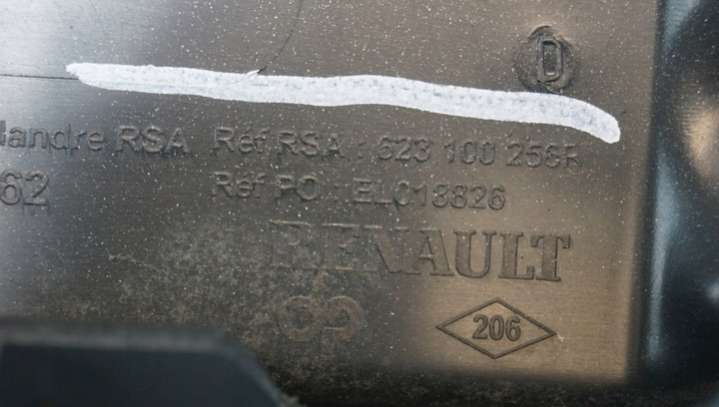 D
landre RSA Réf RSA : 623 100 256R
62 Réf PO : EL018826
RENAULT
206